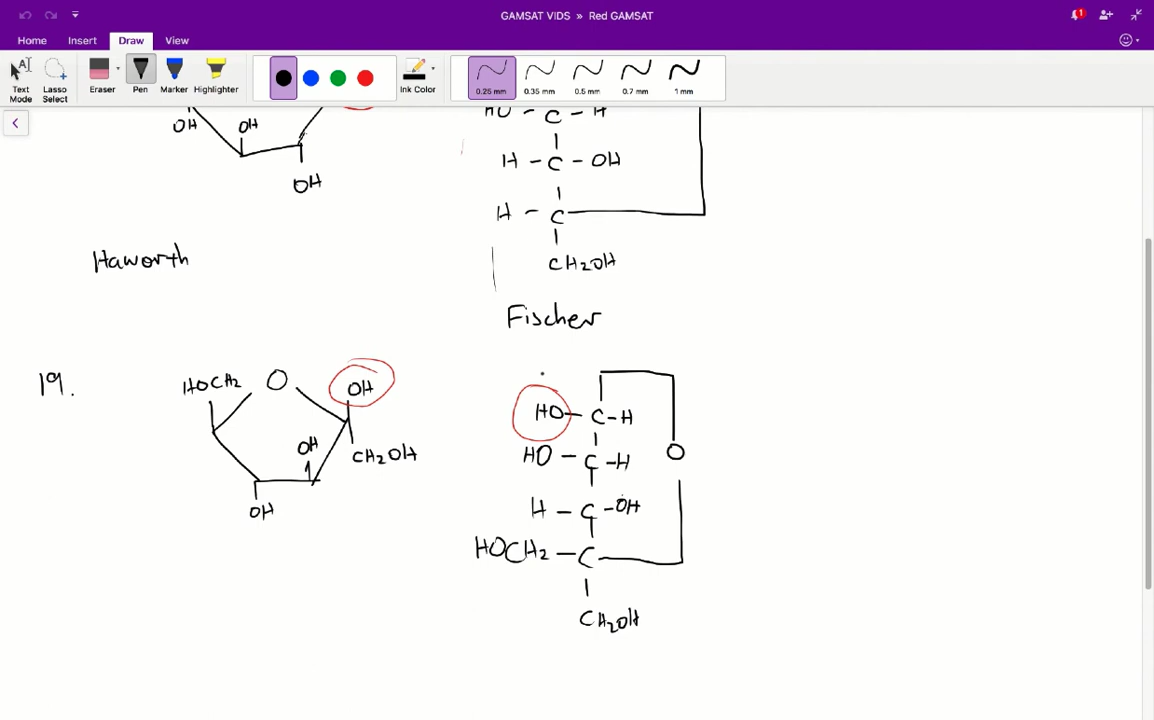 GAMSAT VIDS » Red GAMSAT
1
Home Insert Draw View
A
Text Mode
Lasso Select
Eraser
Pen
Marker
Highlighter
Ink Color
0.25 mm
0.35 mm
0.5 mm
0.7 mm
1 mm
OH OH
OH
Haworth
HO - C - H
H - C - OH
H - C
CH2OH
Fischer
19.
HOCH2 O OH
OH CH2OH
OH
HO - C - H
HO - C - H O
H - C - OH
HOCH2 - C
CH2OH